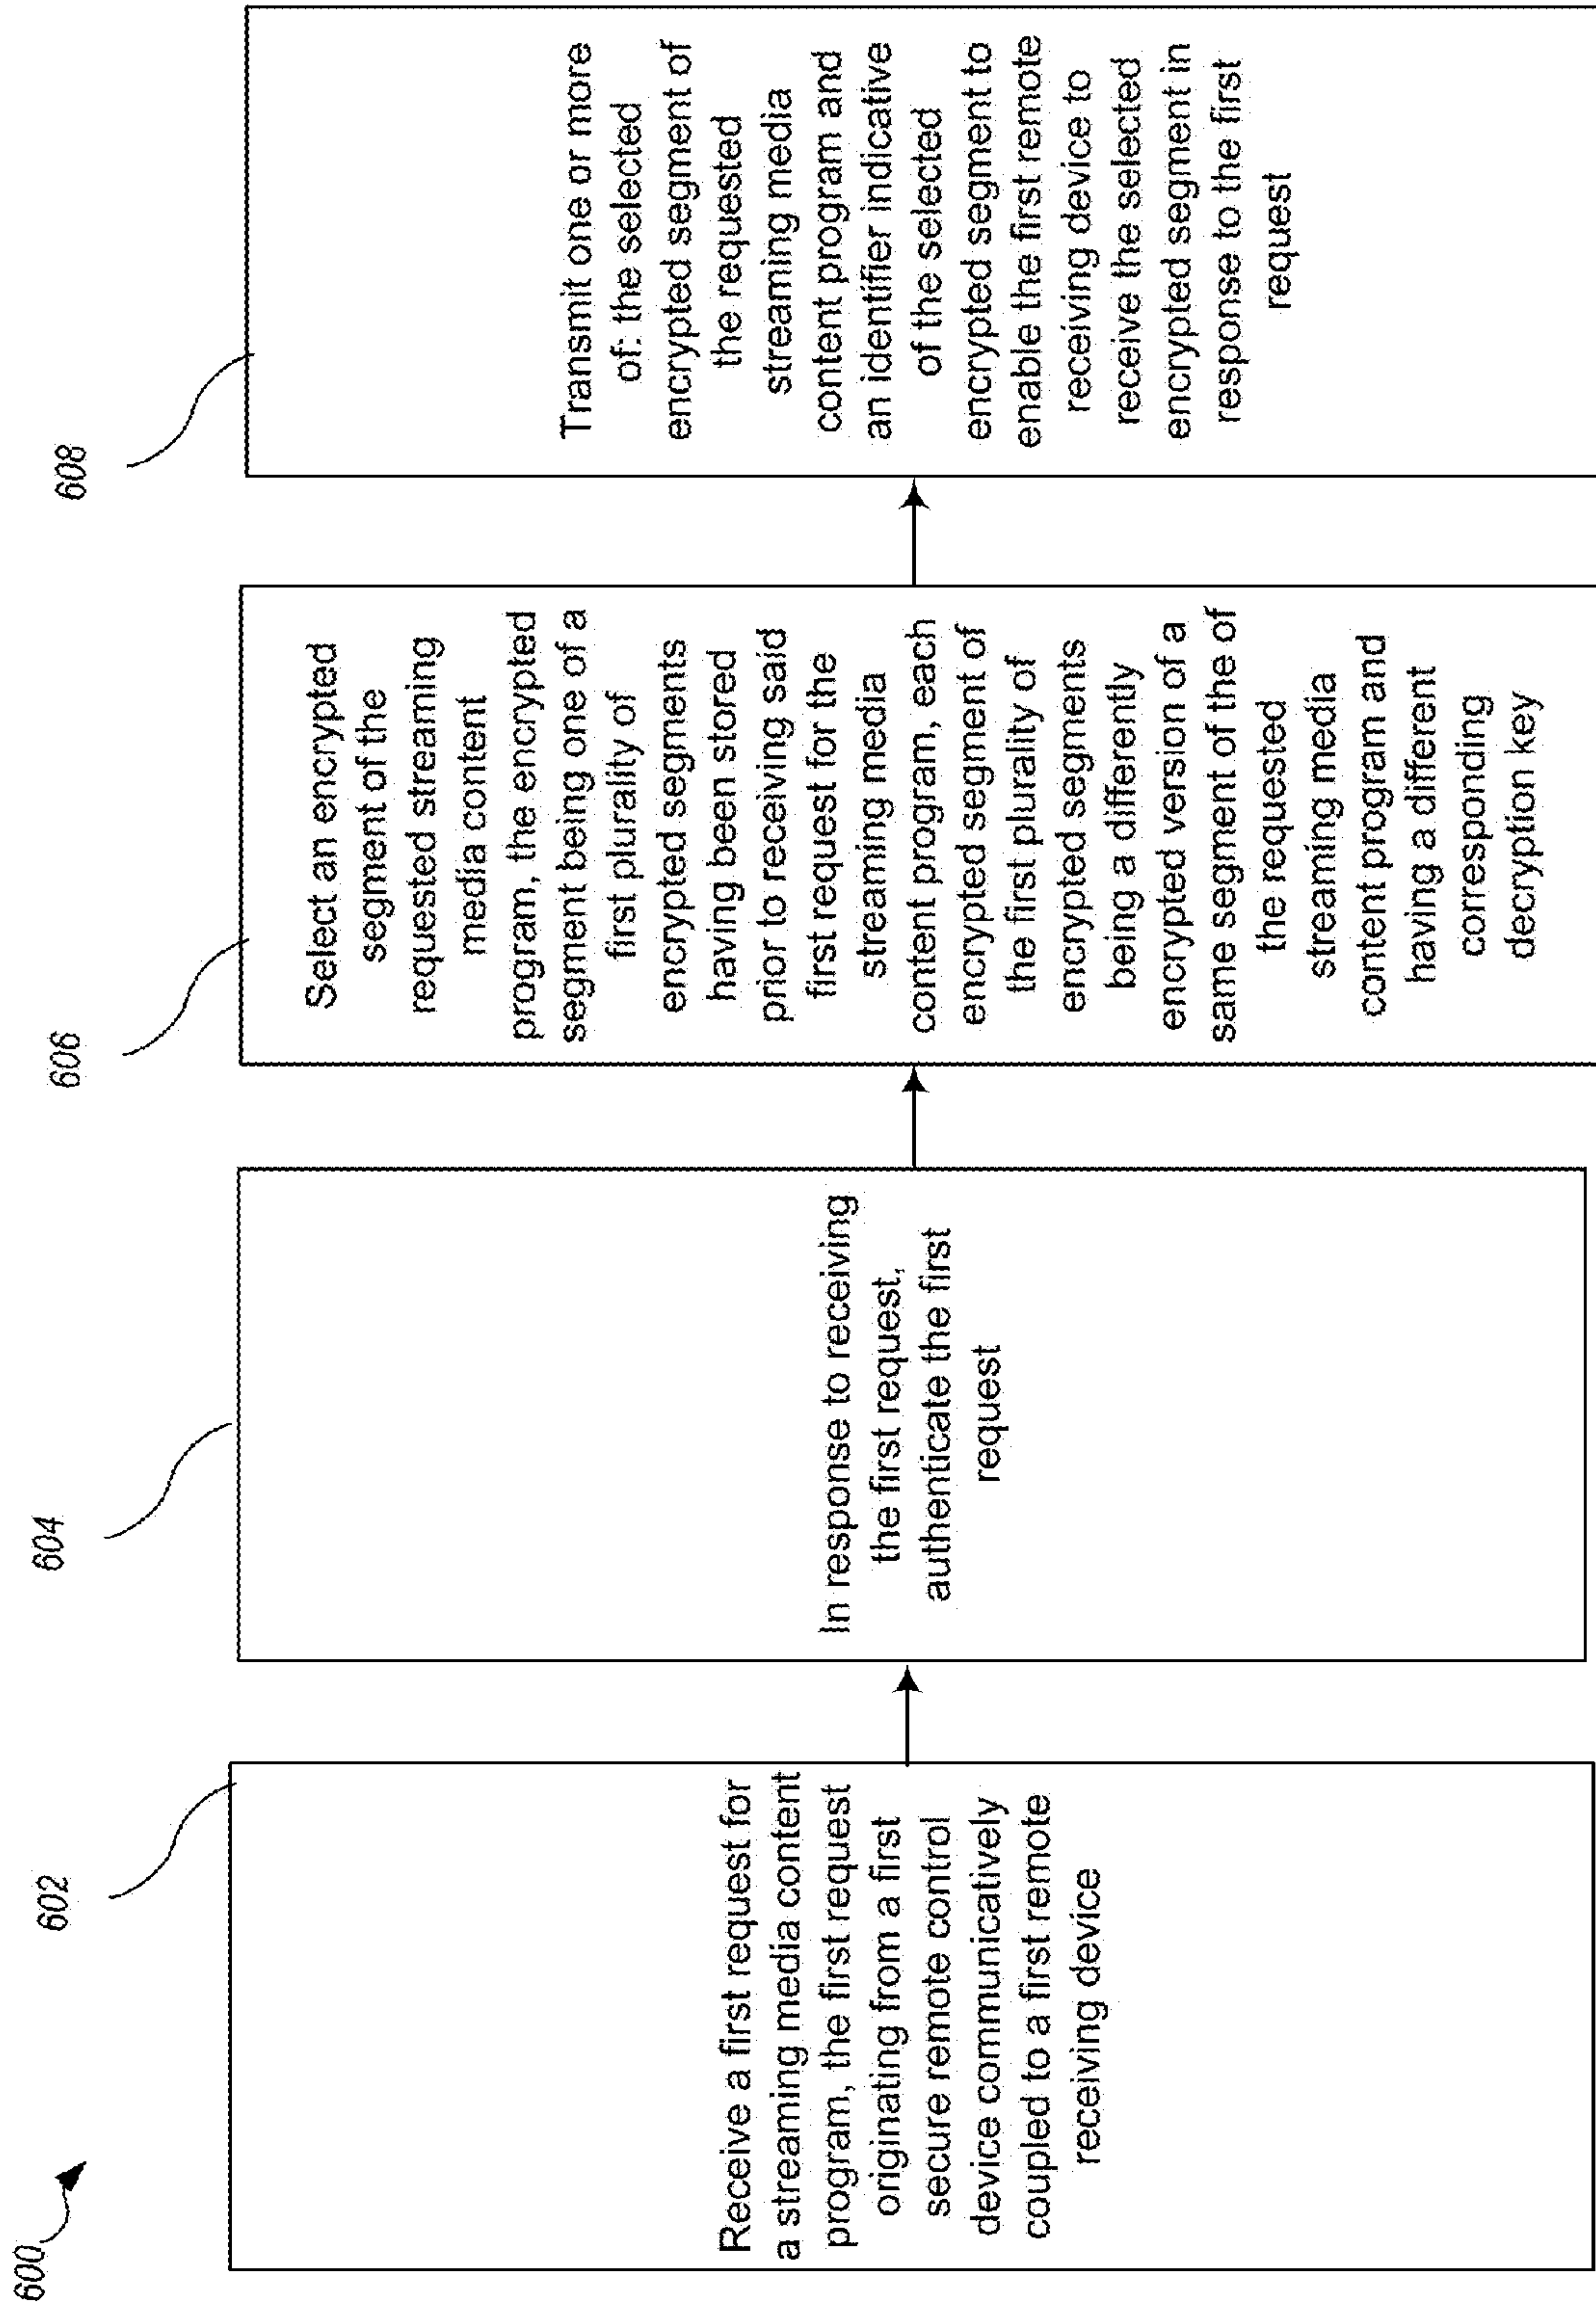 600
602
Receive a first request for
a streaming media content
program, the first request
originating from a first
secure remote control
device communicatively
coupled to a first remote
receiving device
604
In response to receiving
the first request,
authenticate the first
request
606
Select an encrypted
segment of the
requested streaming
media content
program, the encrypted
segment being one of a
first plurality of
encrypted segments
having been stored
prior to receiving said
first request for the
streaming media
content program, each
encrypted segment of
the first plurality of
encrypted segments
being a differently
encrypted version of a
same segment of the of
the requested
streaming media
content program and
having a different
corresponding
decryption key
608
Transmit one or more
of: the selected
encrypted segment of
the requested
streaming media
content program and
an identifier indicative
of the selected
encrypted segment to
enable the first remote
receiving device to
receive the selected
encrypted segment in
response to the first
request